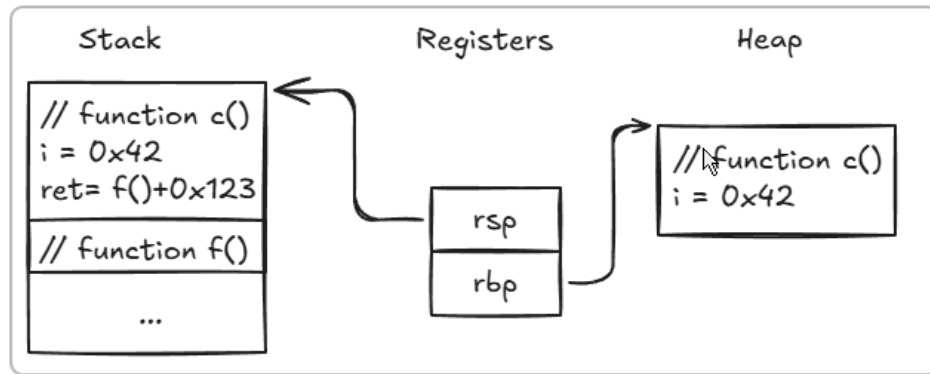 Stack
Registers
Heap
// function c()
i = 0x42
ret= f()+0x123
// function f()
...
rsp
rbp
// function c()
i = 0x42